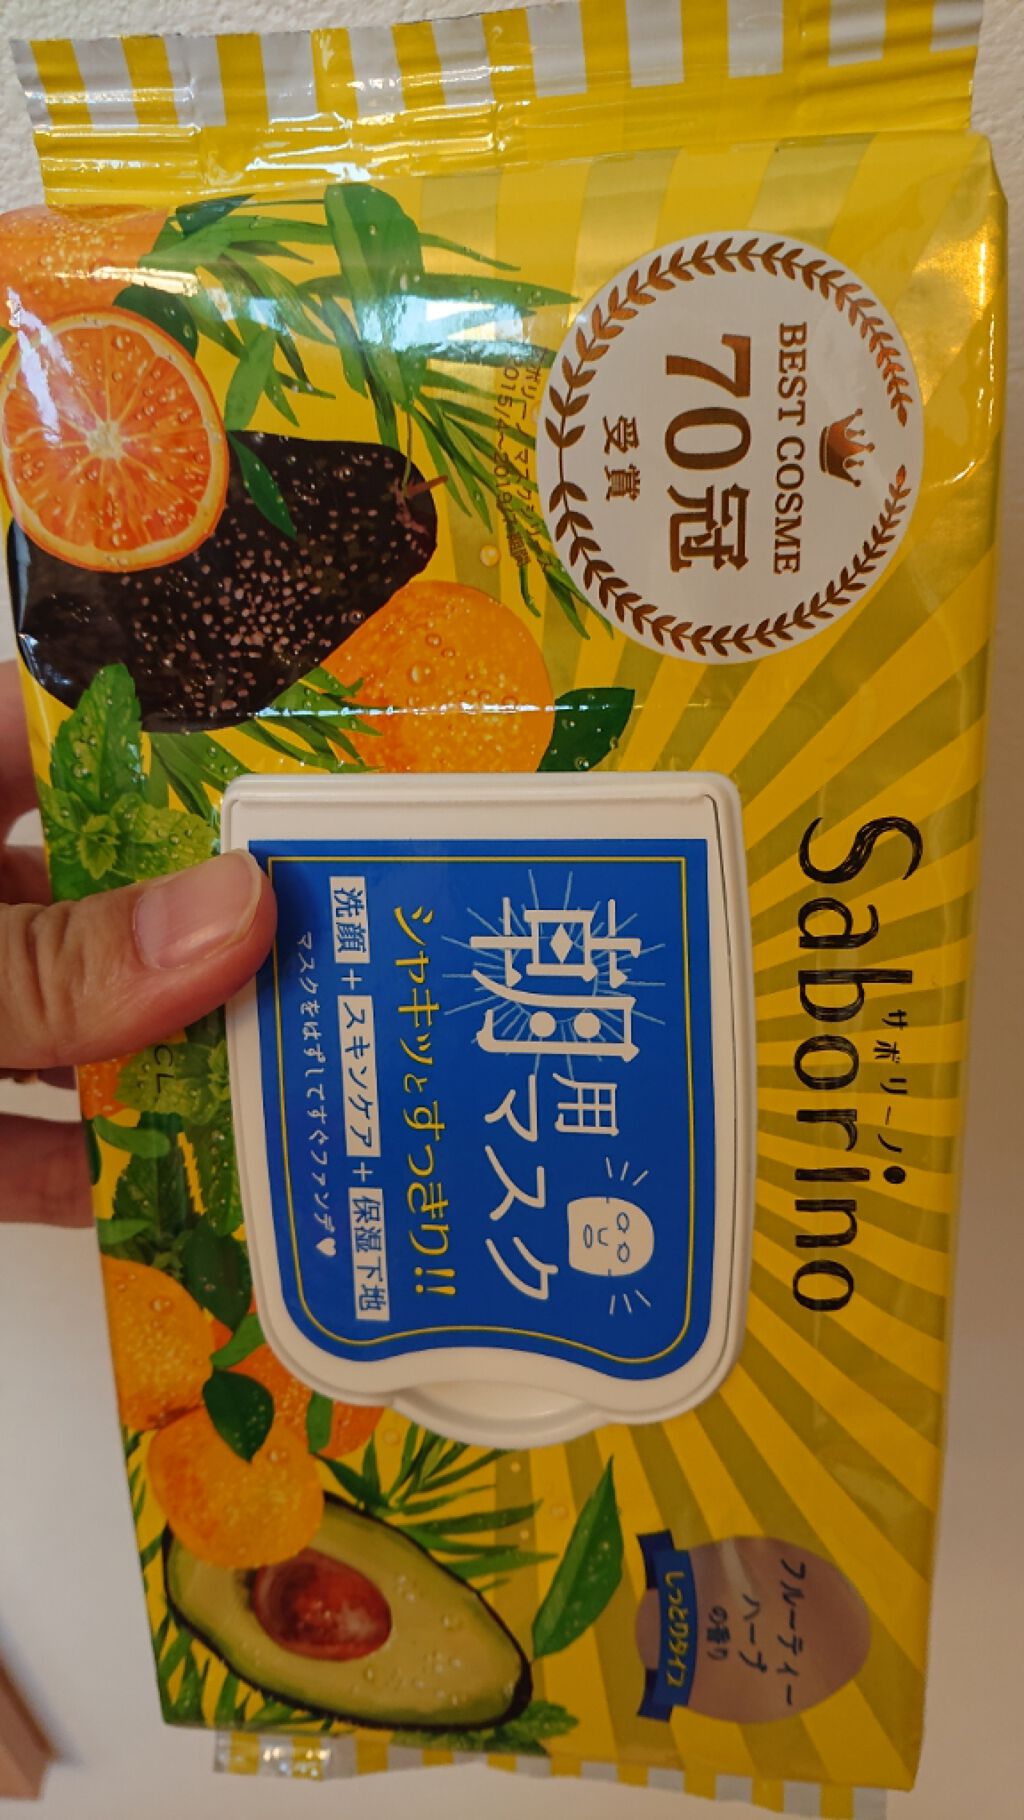 BEST COSME
70冠
受賞
Saborino
サボリーノ
朝用マスク
シャキッとすっきり!!
洗顔+スキンケア+保湿下地
マスクをはずしてすぐファンデ♥
フルーティー
ハーブ
の香り
しっとりタイプ